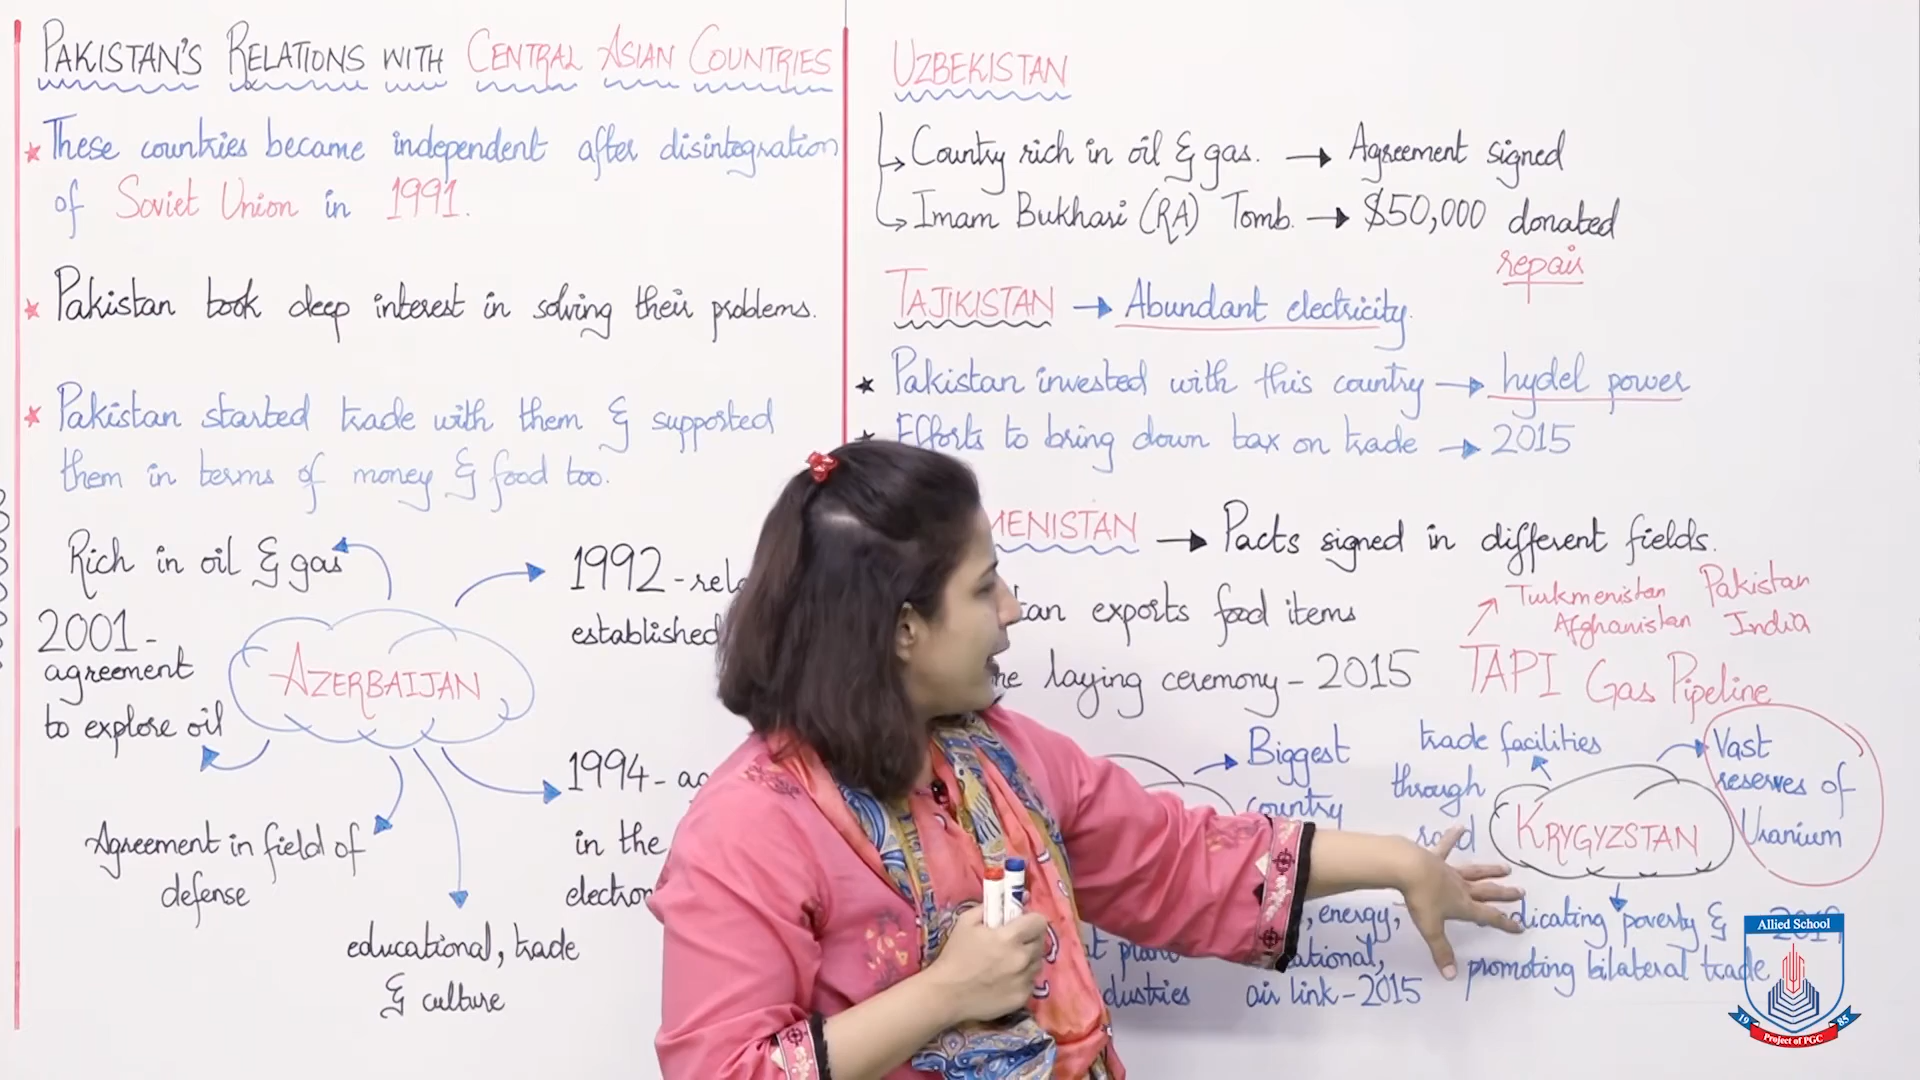 PAKISTAN'S RELATIONS WITH CENTRAL ASIAN COUNTRIES
These countries became independent after disintegration
of Soviet Union in 1991.
Pakistan took deep interest in solving their problems.
Pakistan started trade with them & supported
them in terms of money & food too.
Rich in oil & gas
1992 -
established
2001 -
agreement
to explore oil
AZERBAIJAN
1994 -
in the
Agreement in field of
defense
educational, trade
& culture
UZBEKISTAN
Country rich in oil & gas. → Agreement signed
Imam Bukhari (RA) Tomb. → $50,000 donated
repair
TAJIKISTAN → Abundant electricity.
Pakistan invested with this country → hydel power
Efforts to bring down tax on trade → 2015
MENISTAN → Pacts signed in different fields.
exports food items
laying ceremony - 2015
Turkmenistan Pakistan
Afghanistan India
TAPI Gas Pipeline
Biggest
country
trade facilities
through
road
KRYGYZSTAN
Vast
reserves of
Uranium
energy,
air link - 2015
poverty &
promoting bilateral trade
Allied School
19 85
Project of PGC